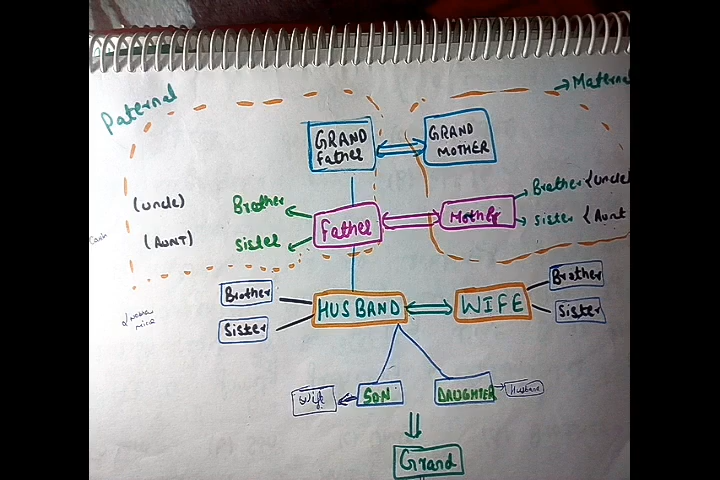 Paternal
Maternal
GRAND
Father
GRAND
MOTHER
(Uncle)
Brother
Brother {Uncle
Father
Mother
(AUNT)
Sister
Sister {Aunt
Brother
HUSBAND
WIFE
Brother
Sister
Sister
Wife
SON
DAUGHTER
Husband
Grand